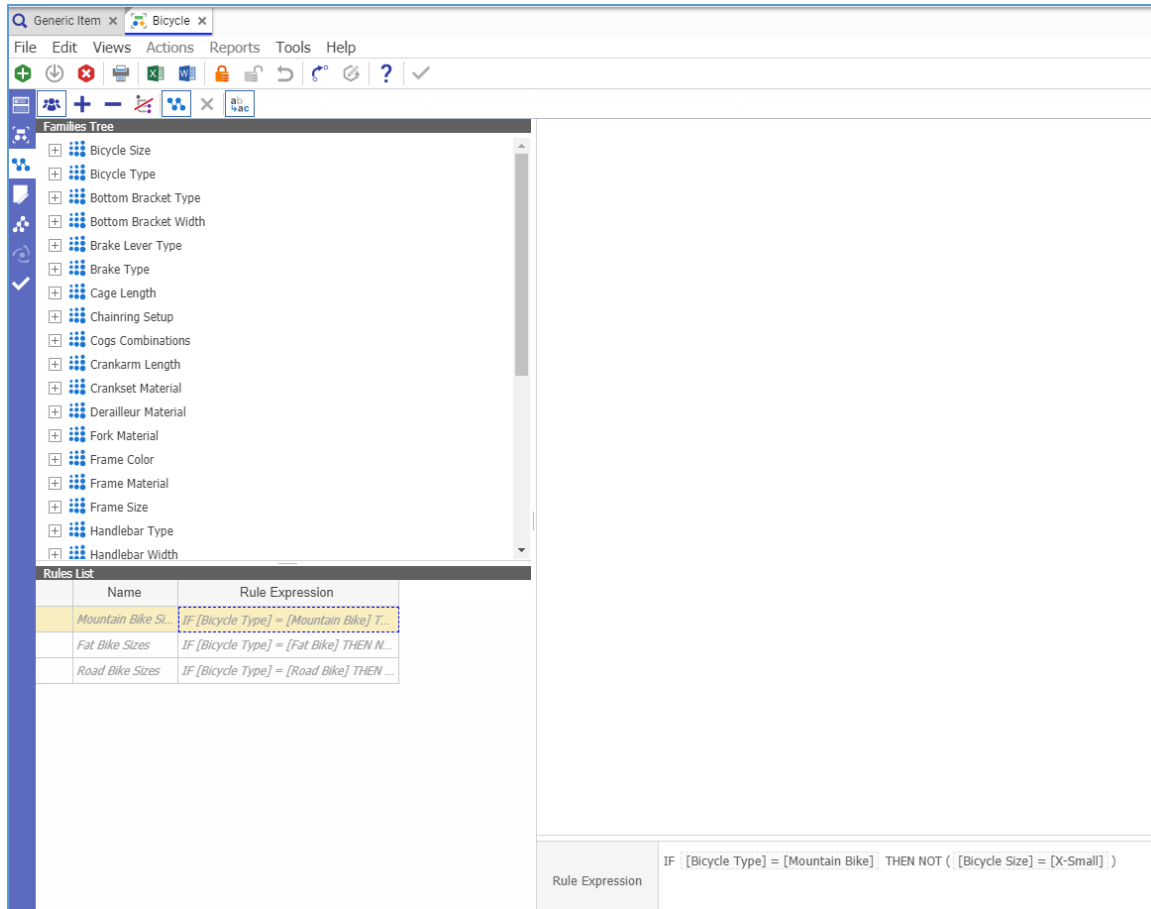 Generic Item Bicycle
File Edit Views Actions Reports Tools Help
ab
ac
Families Tree
Bicycle Size
Bicycle Type
Bottom Bracket Type
Bottom Bracket Width
Brake Lever Type
Brake Type
Cage Length
Chainring Setup
Cogs Combinations
Crankarm Length
Crankset Material
Derailleur Material
Fork Material
Frame Color
Frame Material
Frame Size
Handlebar Type
Handlebar Width
Rules List
Name Rule Expression
Mountain Bike Si... IF [Bicycle Type] = [Mountain Bike] T...
Fat Bike Sizes IF [Bicycle Type] = [Fat Bike] THEN N...
Road Bike Sizes IF [Bicycle Type] = [Road Bike] THEN ...
IF [Bicycle Type] = [Mountain Bike] THEN NOT ( [Bicycle Size] = [X-Small] )
Rule Expression